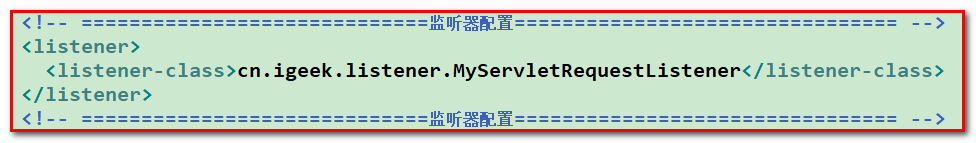 <!-- =============================监听器配置================================ -->
<listener>
<listener-class>cn.igeek.listener.MyServletRequestListener</listener-class>
</listener>
<!-- =============================监听器配置================================ -->